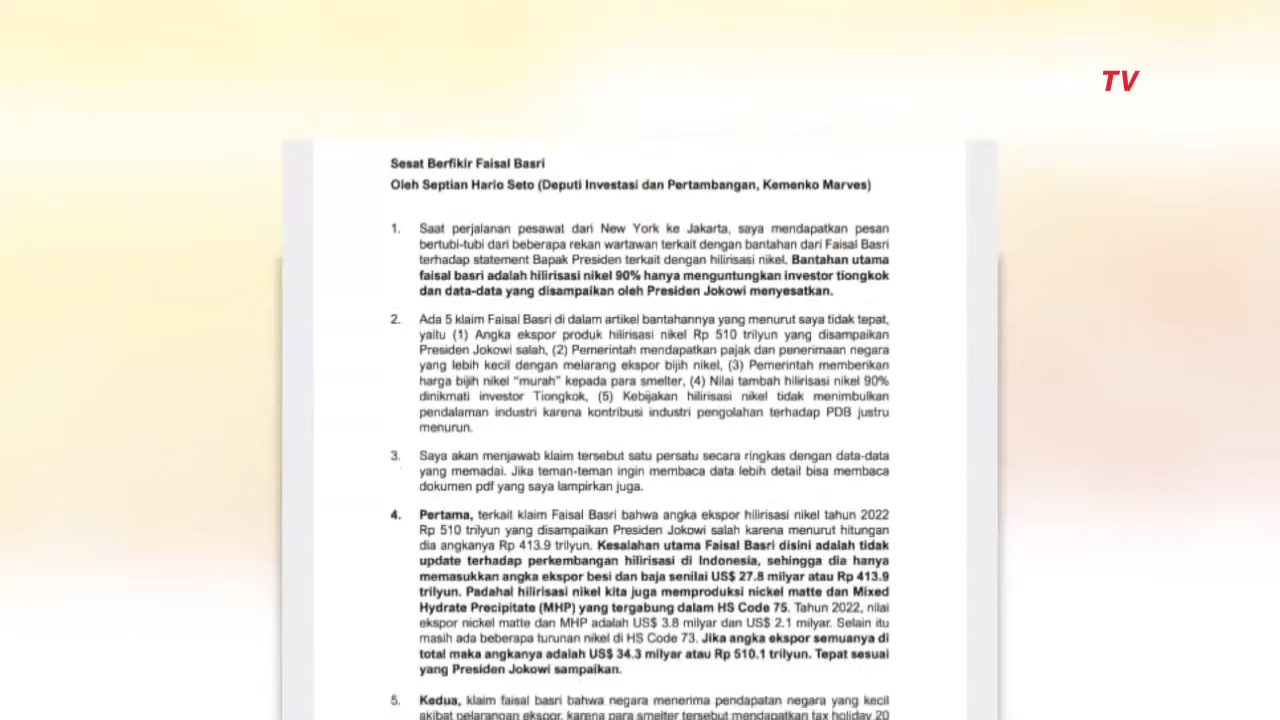 TV
Sesat Berfikir Faisal Basri
Oleh Septian Hario Seto (Deputi Investasi dan Pertambangan, Kemenko Marves)
1. Saat perjalanan pesawat dari New York ke Jakarta, saya mendapatkan pesan
bertubi-tubi dari beberapa rekan wartawan terkait dengan bantahan dari Faisal Basri
terhadap statement Bapak Presiden terkait dengan hilirisasi nikel. Bantahan utama
faisal basri adalah hilirisasi nikel 90% hanya menguntungkan investor tiongkok
dan data-data yang disampaikan oleh Presiden Jokowi menyesatkan.
2. Ada 5 klaim Faisal Basri di dalam artikel bantahannya yang menurut saya tidak tepat,
yaitu (1) Angka ekspor produk hilirisasi nikel Rp 510 trilyun yang disampaikan
Presiden Jokowi salah, (2) Pemerintah mendapatkan pajak dan penerimaan negara
yang lebih kecil dengan melarang ekspor bijih nikel, (3) Pemerintah memberikan
harga bijih nikel "murah" kepada para smelter, (4) Nilai tambah hilirisasi nikel 90%
dinikmati investor Tiongkok, (5) Kebijakan hilirisasi nikel tidak menimbulkan
pendalaman industri karena kontribusi industri pengolahan terhadap PDB justru
menurun.
3. Saya akan menjawab klaim tersebut satu persatu secara ringkas dengan data-data
yang memadai. Jika teman-teman ingin membaca data lebih detail bisa membaca
dokumen pdf yang saya lampirkan juga.
4. Pertama, terkait klaim Faisal Basri bahwa angka ekspor hilirisasi nikel tahun 2022
Rp 510 trilyun yang disampaikan Presiden Jokowi salah karena menurut hitungan
dia angkanya Rp 413.9 trilyun. Kesalahan utama Faisal Basri disini adalah tidak
update terhadap perkembangan hilirisasi di Indonesia, sehingga dia hanya
memasukkan angka ekspor besi dan baja senilai US$ 27.8 milyar atau Rp 413.9
trilyun. Padahal hilirisasi nikel kita juga memproduksi nickel matte dan Mixed
Hydrate Precipitate (MHP) yang tergabung dalam HS Code 75. Tahun 2022, nilai
ekspor nickel matte dan MHP adalah US$ 3.8 milyar dan US$ 2.1 milyar. Selain itu
masih ada beberapa turunan nikel di HS Code 73. Jika angka ekspor semuanya di
total maka angkanya adalah US$ 34.3 milyar atau Rp 510.1 trilyun. Tepat sesuai
yang Presiden Jokowi sampaikan.
5. Kedua, klaim faisal basri bahwa negara menerima pendapatan negara yang kecil
akibat pelarangan ekspor, karena para smelter tersebut mendapatkan tax holiday 20